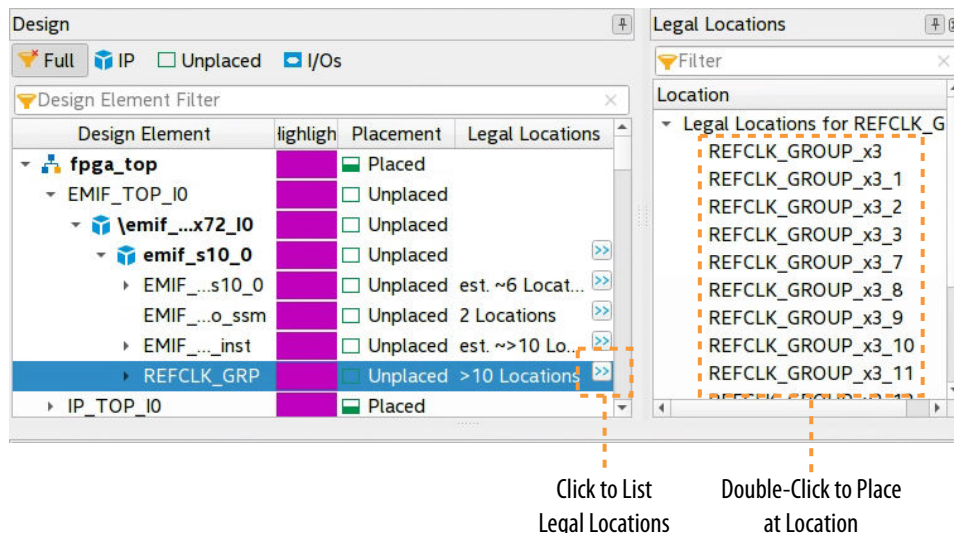 Design
Full IP Unplaced I/Os
Design Element Filter
Design Element Highligh Placement Legal Locations
fpga_top Placed
EMIF_TOP_I0 Unplaced
\emif_...x72_I0 Unplaced
emif_s10_0 Unplaced >>
EMIF_...s10_0 Unplaced est. ~6 Locat... >>
EMIF_...o_ssm Unplaced 2 Locations >>
EMIF_..._inst Unplaced est. ~>10 Lo... >>
REFCLK_GRP Unplaced >10 Locations >>
IP_TOP_I0 Placed
Legal Locations
Filter
Location
Legal Locations for REFCLK_G
REFCLK_GROUP_x3
REFCLK_GROUP_x3_1
REFCLK_GROUP_x3_2
REFCLK_GROUP_x3_3
REFCLK_GROUP_x3_7
REFCLK_GROUP_x3_8
REFCLK_GROUP_x3_9
REFCLK_GROUP_x3_10
REFCLK_GROUP_x3_11
Click to List
Legal Locations
Double-Click to Place
at Location